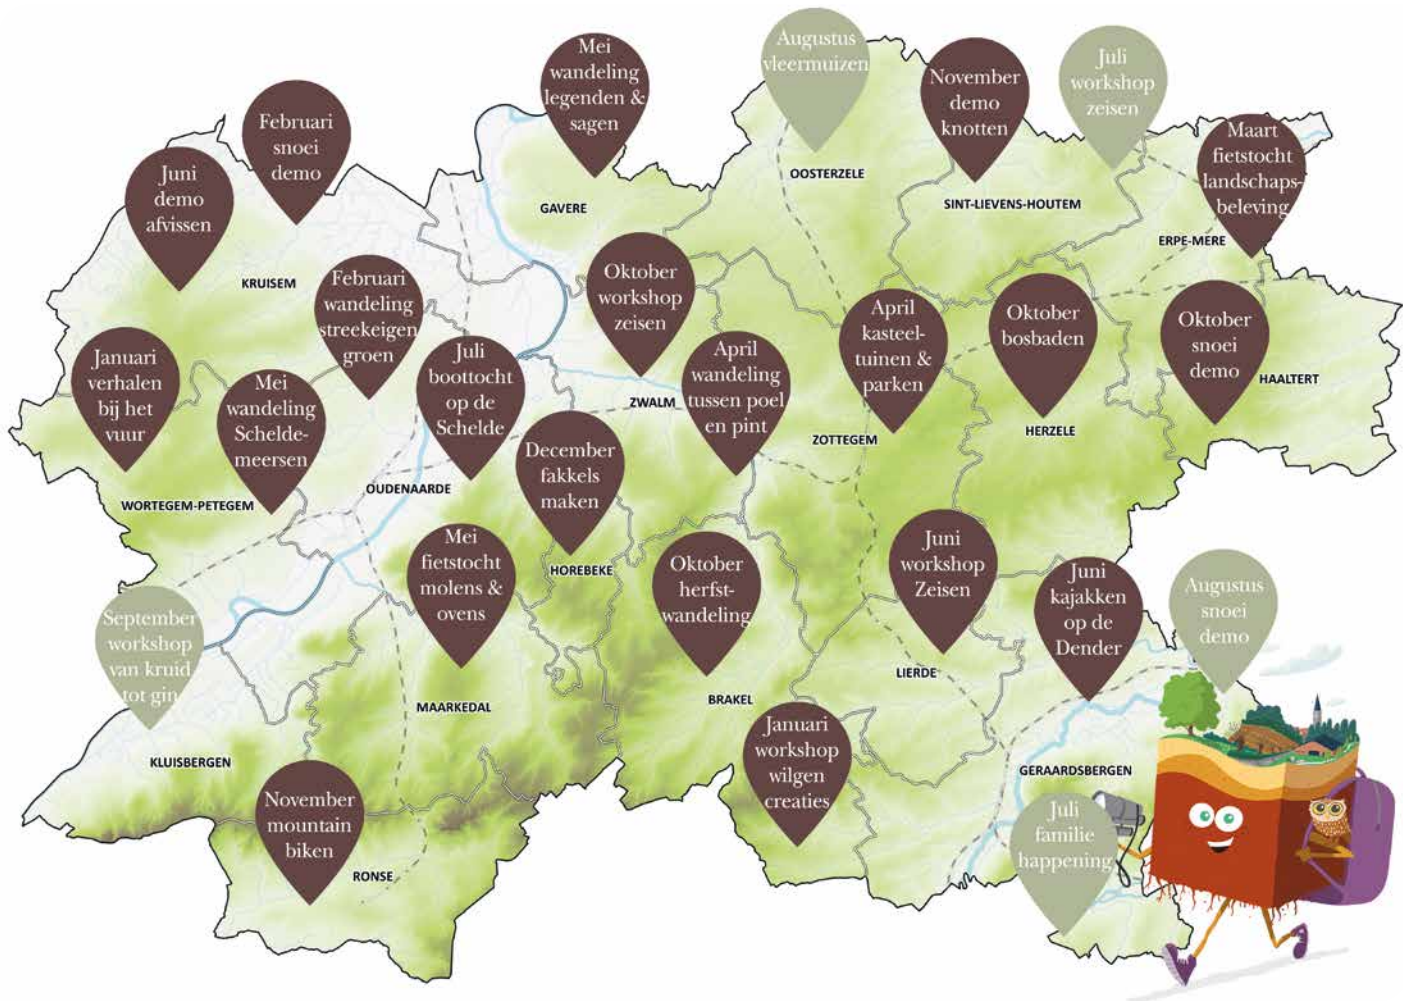 Augustus
vleermuizen
Mei
wandeling
legenden &
sagen
November
demo
knotten
Juli
workshop
zeisen
Februari
snoei
demo
Maart
fietstocht
landschaps-
beleving
Juni
demo
afvissen
OOSTERZELE
GAVERE
SINT-LIEVENS-HOUTEM
ERPE-MERE
KRUISEM
Februari
wandeling
streekeigen
groen
Oktober
workshop
zeisen
April
kasteel-
tuinen &
parken
Oktober
bosbaden
Oktober
snoei
demo
Januari
verhalen
bij het
vuur
Mei
wandeling
Schelde-
meersen
Juli
boottocht
op de
Schelde
April
wandeling
tussen poel
en pint
HAALTERT
ZWALM
ZOTTEGEM
HERZELE
December
fakkels
maken
OUDENAARDE
WORTEGEM-PETEGEM
Mei
fietstocht
molens &
ovens
HOREBEKE
Oktober
herfst-
wandeling
Juni
workshop
Zeisen
Juni
kajakken
op de
Dender
Augustus
snoei
demo
September
workshop
van kruid
tot gin
LIERDE
BRAKEL
MAARKEDAL
KLUISBERGEN
Januari
workshop
wilgen
creaties
GERAARDSBERGEN
November
mountain
biken
Juli
familie
happening
RONSE